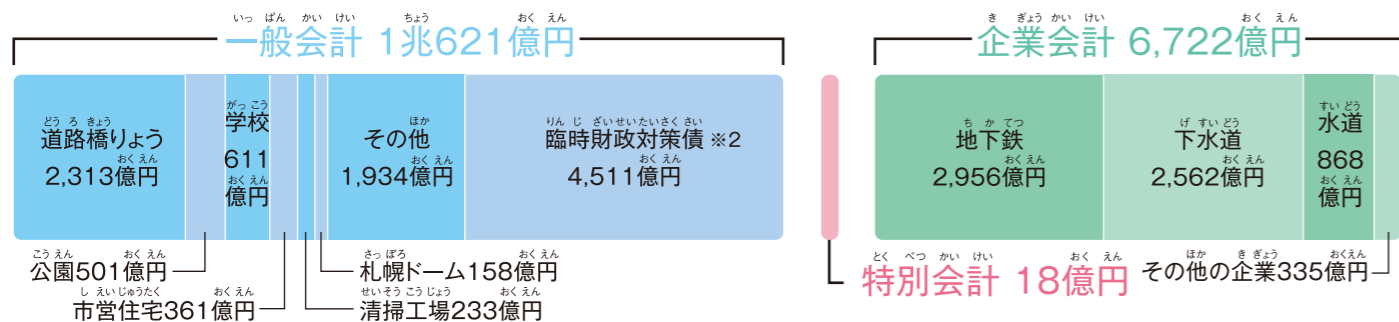 いっぱんかいけい ちょう おくえん
一般会計 1兆621億円
どうろきょう
道路橋りょう
おくえん
2,313億円
がっこう
学校
611
おくえん
億円
ほか
その他
おくえん
1,934億円
りんじざいせいたいさくさい
臨時財政対策債 ※2
おくえん
4,511億円
こうえん おくえん
公園501億円
しえいじゅうたく おくえん
市営住宅361億円
さっぽろ おくえん
札幌ドーム158億円
せいそうこうじょう おくえん
清掃工場233億円
とくべつかいけい おくえん
特別会計 18億円
きぎょうかいけい おくえん
企業会計 6,722億円
ちかてつ
地下鉄
おくえん
2,956億円
げすいどう
下水道
おくえん
2,562億円
すいどう
水道
868
おくえん
億円
ほか きぎょう おくえん
その他の企業335億円